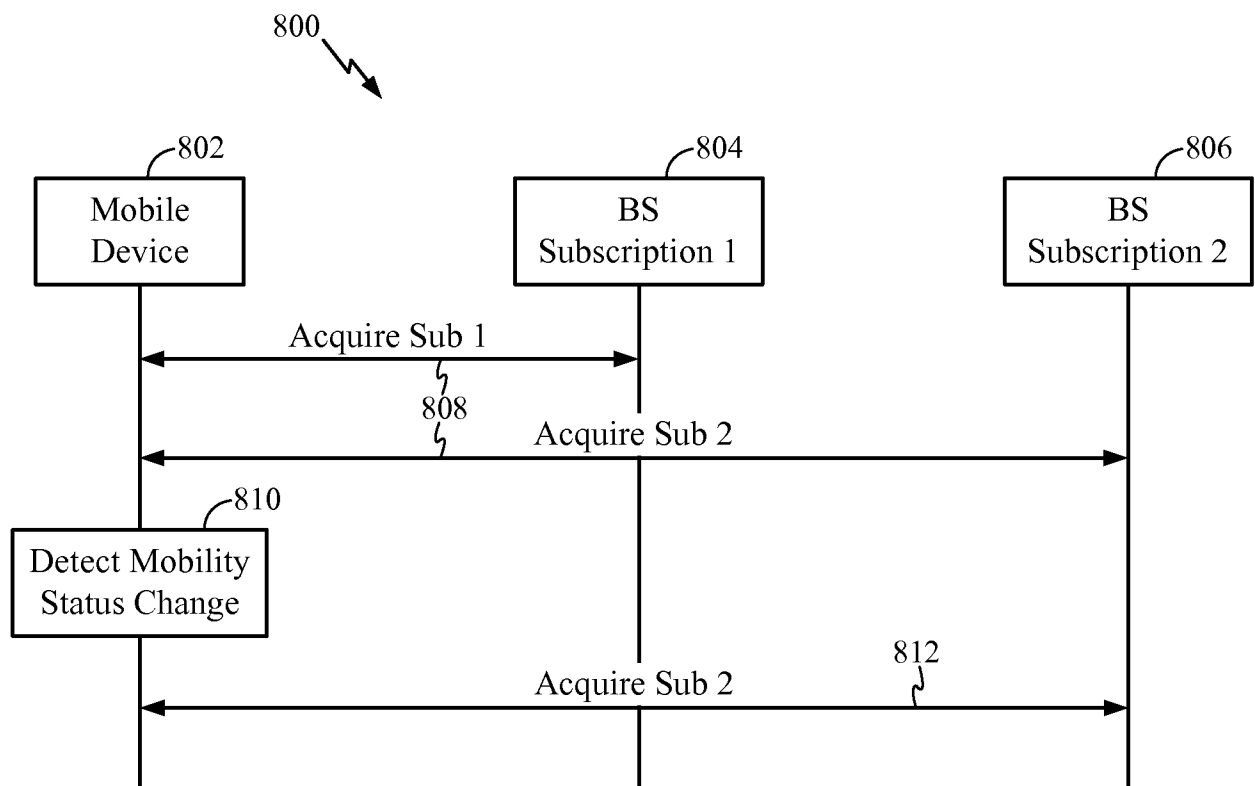 800
802
804
806
Mobile
Device
BS
Subscription 1
BS
Subscription 2
Acquire Sub 1
808
Acquire Sub 2
810
Detect Mobility
Status Change
812
Acquire Sub 2